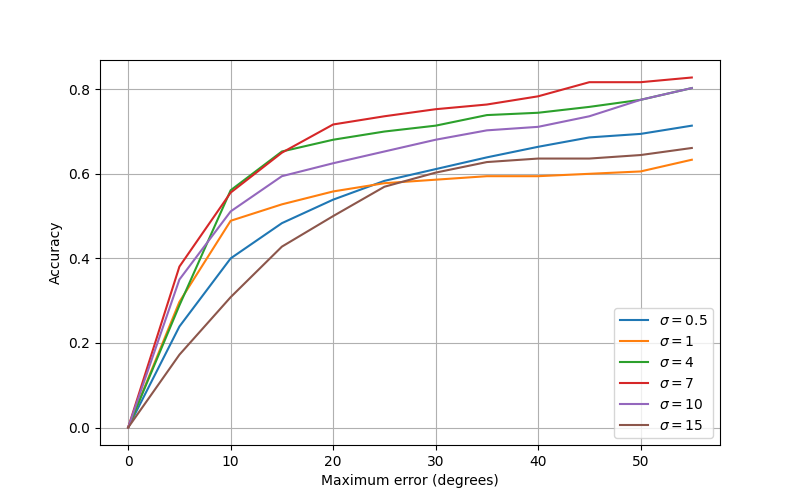 0.8
0.6
0.4
0.2
0.0
Accuracy
0 10 20 30 40 50
Maximum error (degrees)
σ = 0.5
σ = 1
σ = 4
σ = 7
σ = 10
σ = 15